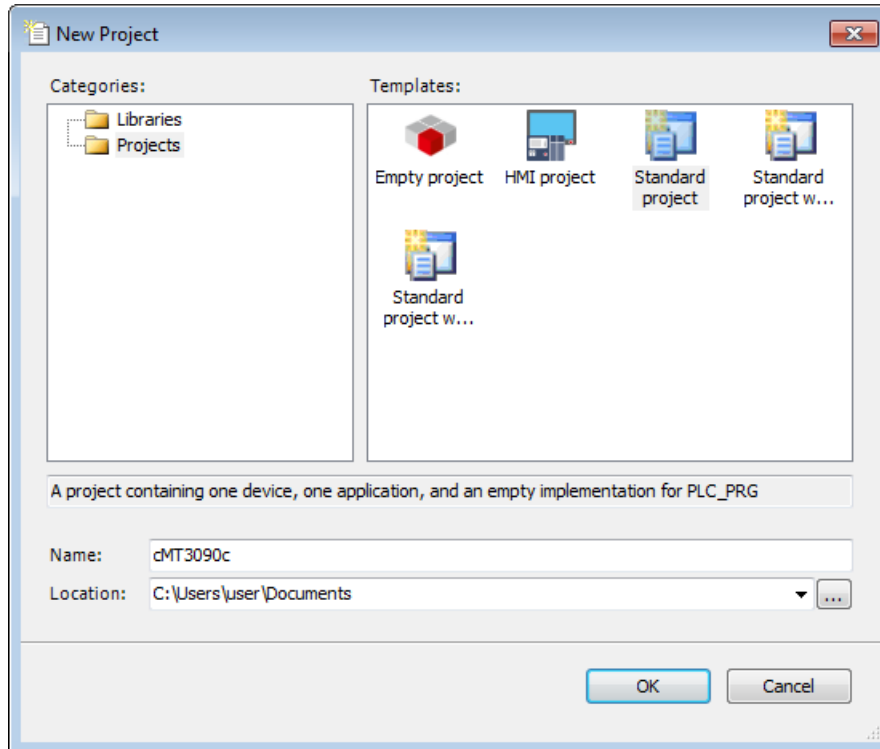 New Project
Categories:
Templates:
Libraries
Projects
Empty project
HMI project
Standard
project
Standard
project w...
Standard
project w...
A project containing one device, one application, and an empty implementation for PLC_PRG
Name:
cMT3090c
Location:
C:\Users\user\Documents
...
OK
Cancel